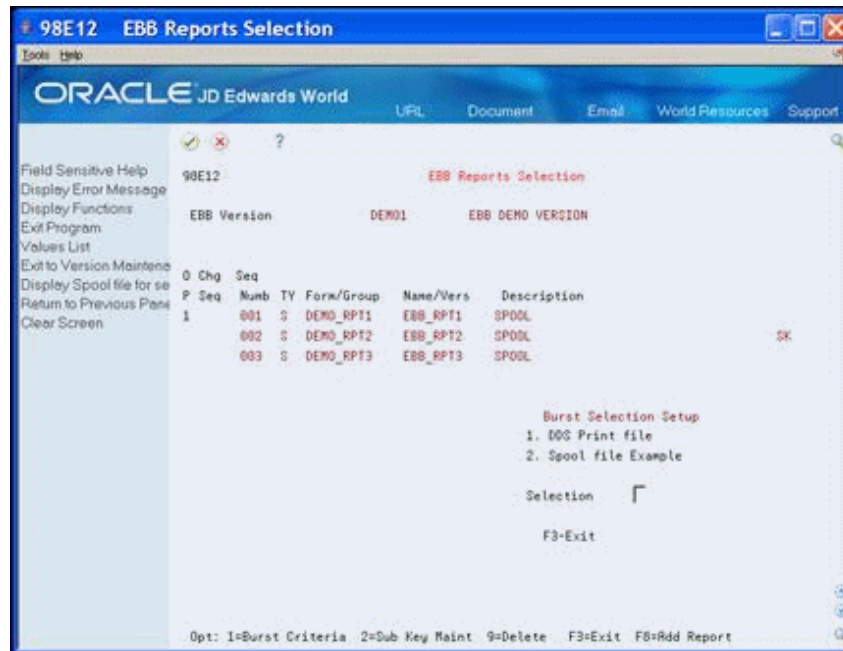 98E12 EBB Reports Selection
Tools Help
ORACLE JD Edwards World
URL Document Email World Resources Support
?
Field Sensitive Help
Display Error Message
Display Functions
Exit Program
Values List
Exit to Version Maintena
Display Spool file for se
Return to Previous Pane
Clear Screen
98E12 EBB Reports Selection
EBB Version DEMO1 EBB DEMO VERSION
O Chg Seq
P Seq Numb TV Form/Group Name/Vers Description
1 001 S DEMO_RPT1 EBB_RPT1 SPOOL
002 S DEMO_RPT2 EBB_RPT2 SPOOL SK
003 S DEMO_RPT3 EBB_RPT3 SPOOL
Burst Selection Setup
1. DDS Print file
2. Spool file Example
Selection
F3-Exit
Opt: 1=Burst Criteria 2=Sub Key Maint 9=Delete F3=Exit F8=Add Report